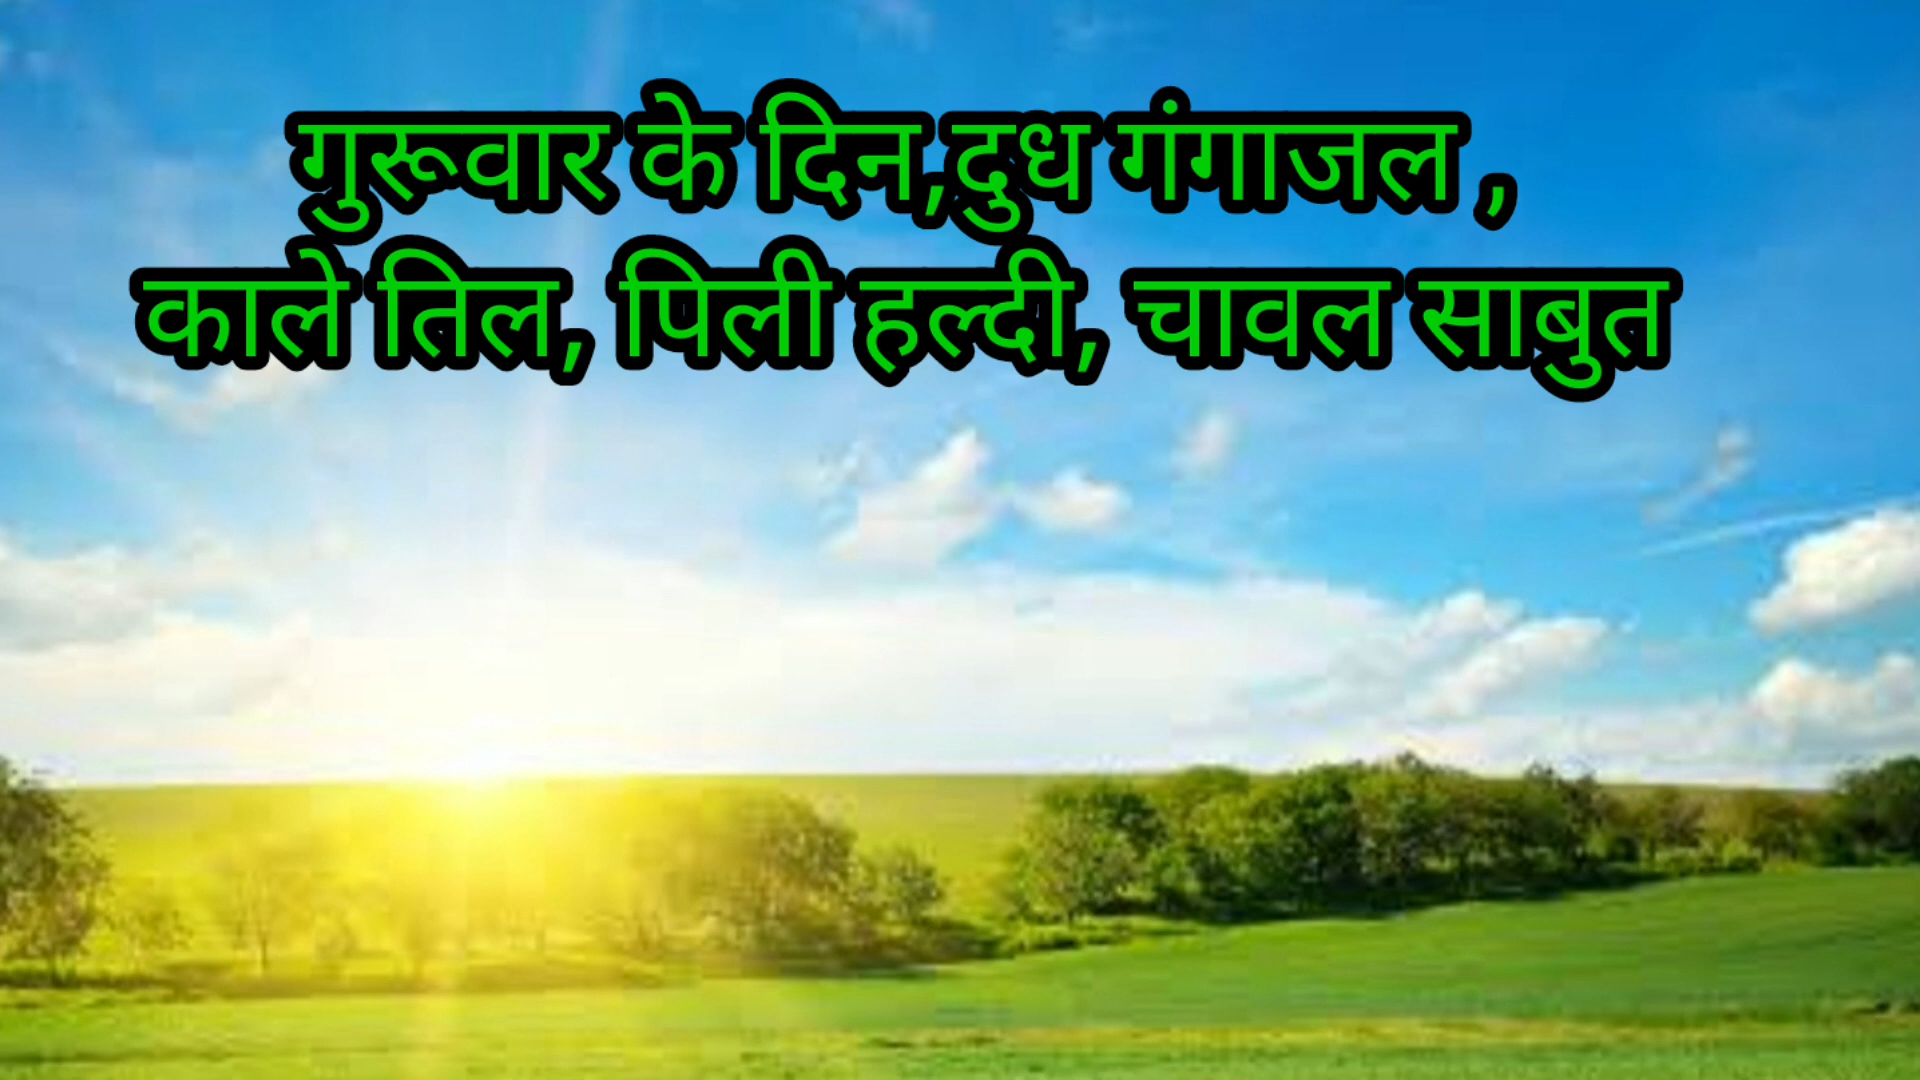 गुरूवार के दिन,दुध गंगाजल ,
काले तिल, पिली हल्दी, चावल साबुत